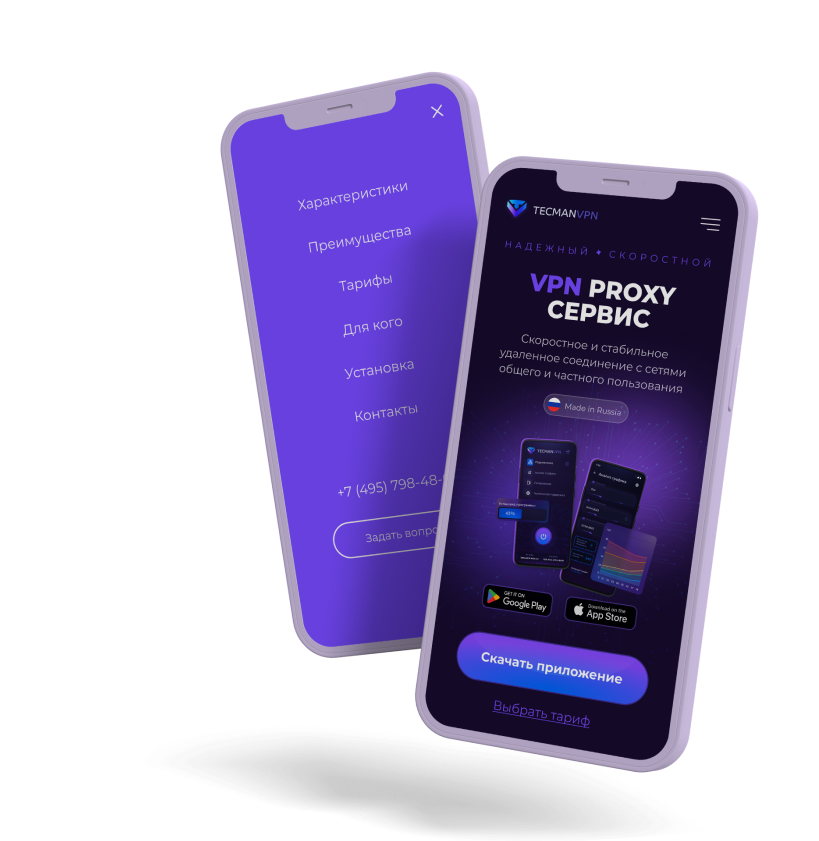 Характеристики
Преимущества
Тарифы
Для кого
Установка
Контакты
+7 (495) 798-48-
Задать вопро
TECMANVPN
НАДЕЖНЫЙ ✦ СКОРОСТНОЙ
VPN PROXY
СЕРВИС
Скоростное и стабильное
удаленное соединение с сетями
общего и частного пользования
Made in Russia
TECMANVPN
GET IT ON
Google Play
Download on the
App Store
Скачать приложение
Выбрать тариф